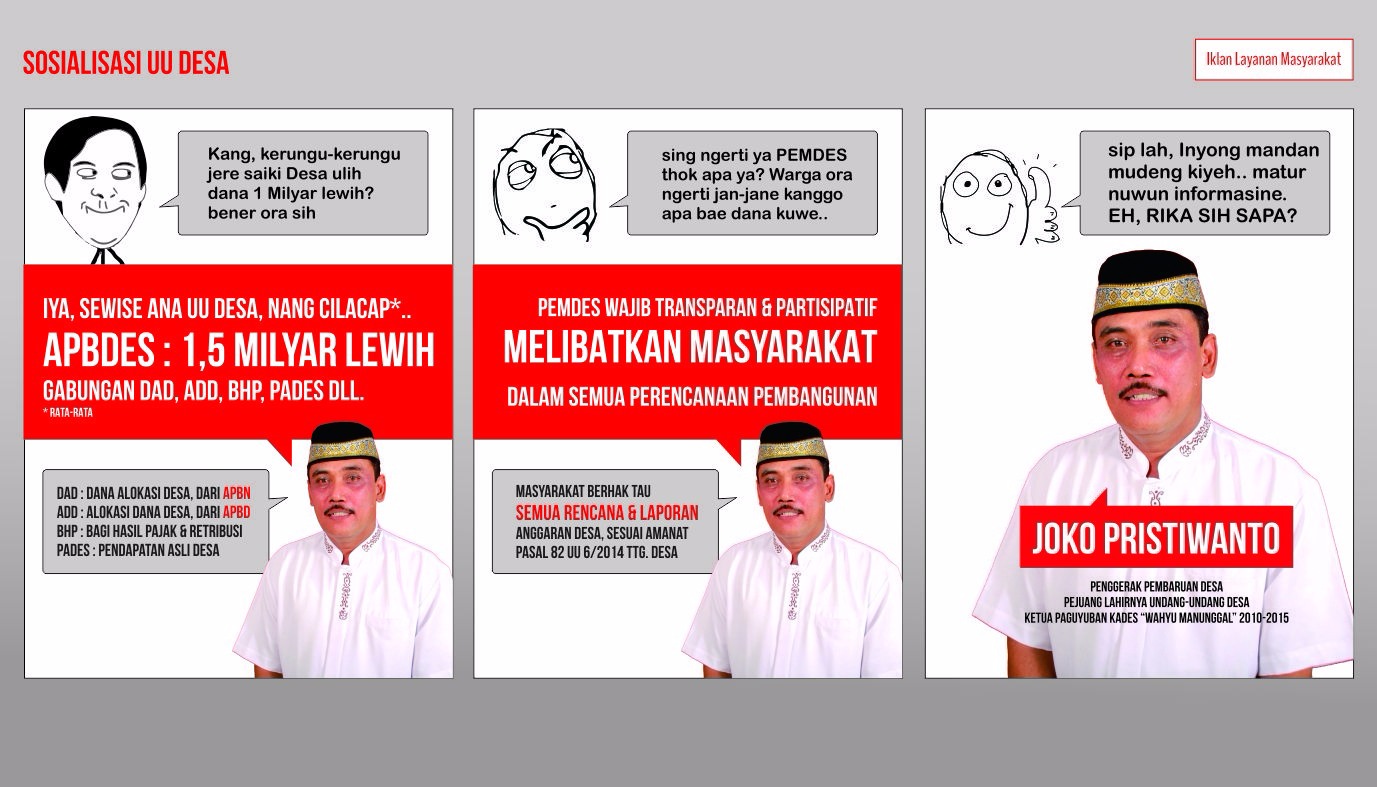 SOSIALISASI UU DESA
Iklan Layanan Masyarakat
Kang, kerungu-kerungu
jere saiki Desa ulih
dana 1 Milyar lewih?
bener ora sih
IYA, SEWISE ANA UU DESA, NANG CILACAP*..
APBDES : 1,5 MILYAR LEWIH
GABUNGAN DAD, ADD, BHP, PADES DLL.
* RATA-RATA
DAD : DANA ALOKASI DESA, DARI APBN
ADD : ALOKASI DANA DESA, DARI APBD
BHP : BAGI HASIL PAJAK & RETRIBUSI
PADES : PENDAPATAN ASLI DESA
sing ngerti ya PEMDES
thok apa ya? Warga ora
ngerti jan-jane kanggo
apa bae dana kuwe..
PEMDES WAJIB TRANSPARAN & PARTISIPATIF
MELIBATKAN MASYARAKAT
DALAM SEMUA PERENCANAAN PEMBANGUNAN
MASYARAKAT BERHAK TAU
SEMUA RENCANA & LAPORAN
ANGGARAN DESA, SESUAI AMANAT
PASAL 82 UU 6/2014 TTG. DESA
sip lah, Inyong mandan
mudeng kiyeh.. matur
nuwun informasine.
EH, RIKA SIH SAPA?
JOKO PRISTIWANTO
PENGGERAK PEMBARUAN DESA
PEJUANG LAHIRNYA UNDANG-UNDANG DESA
KETUA PAGUYUBAN KADES “WAHYU MANUNGGAL” 2010-2015